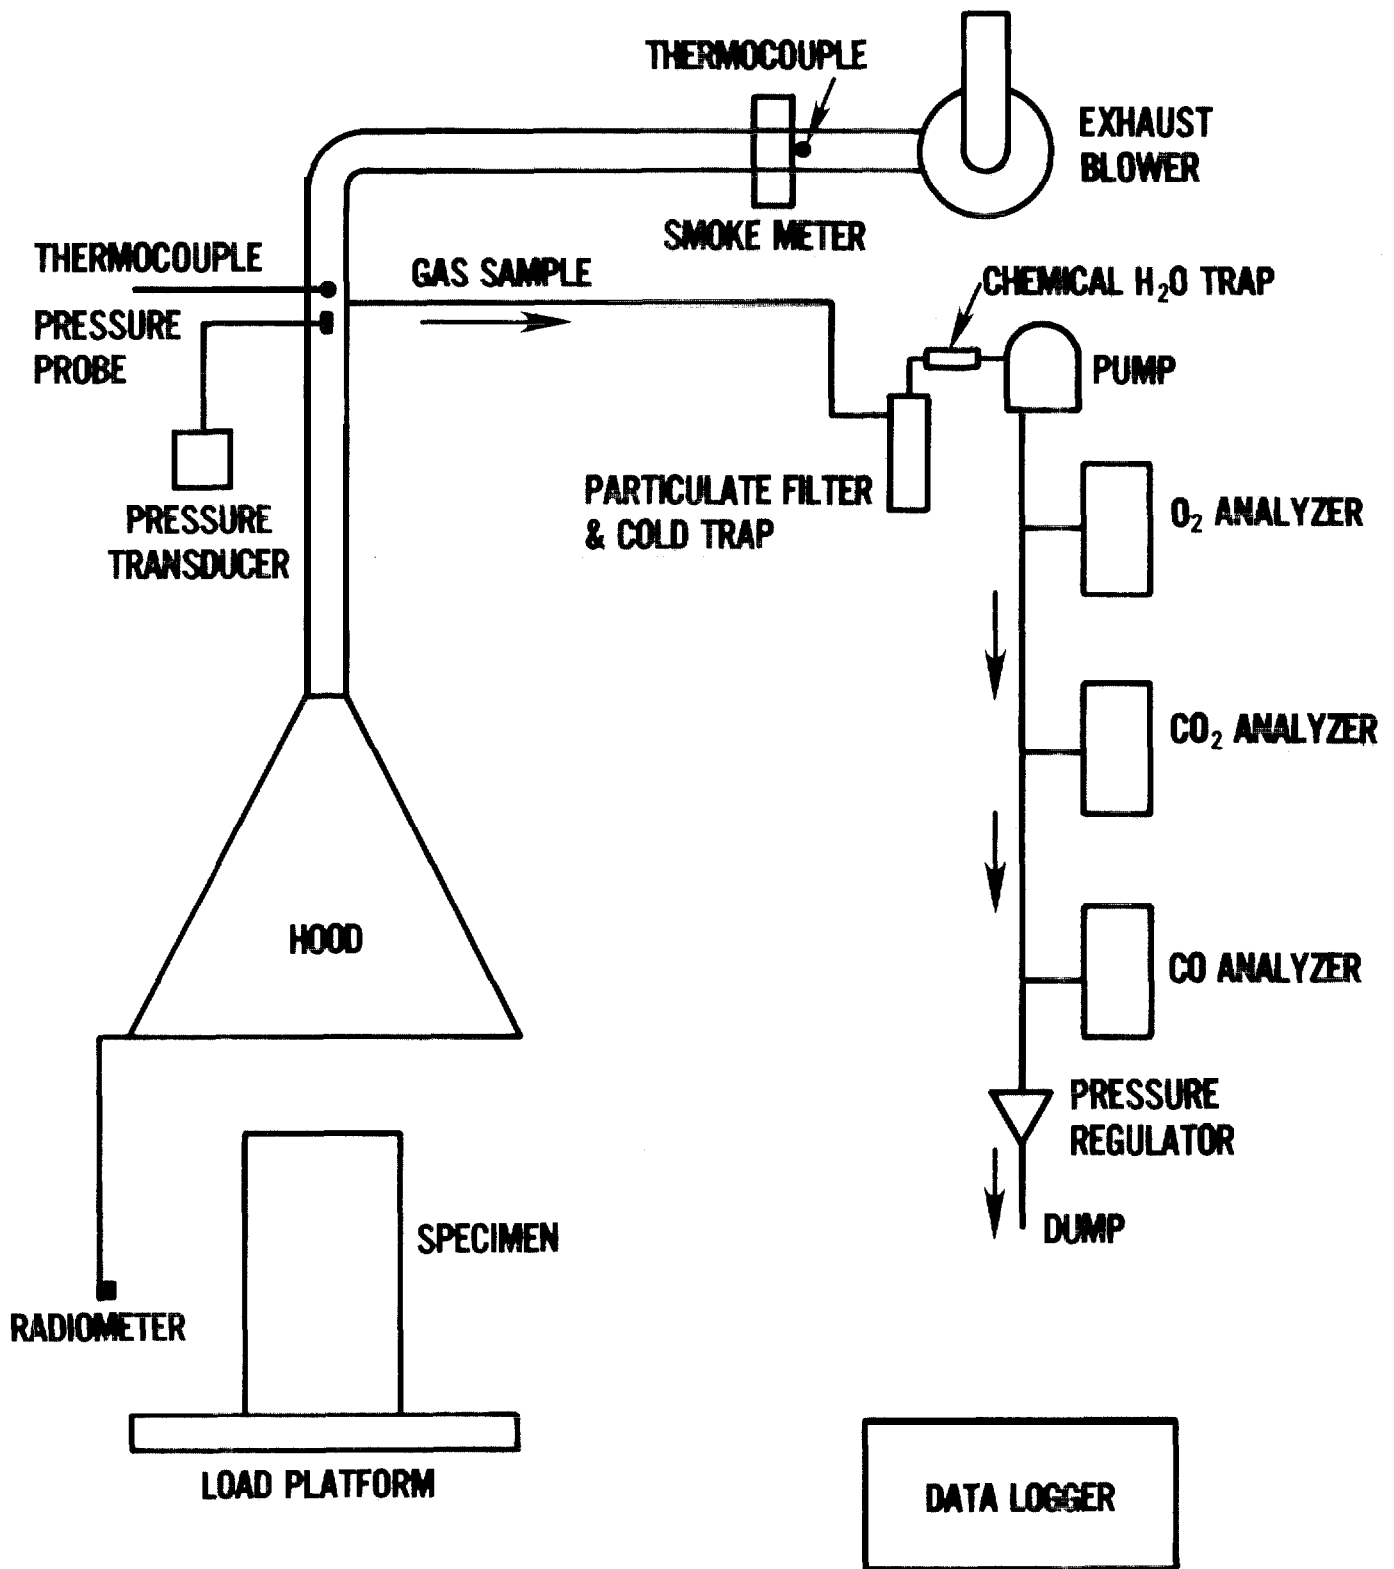 THERMOCOUPLE
EXHAUST
BLOWER
SMOKE METER
THERMOCOUPLE
GAS SAMPLE
CHEMICAL H₂O TRAP
PRESSURE
PROBE
PUMP
PARTICULATE FILTER
& COLD TRAP
O₂ ANALYZER
PRESSURE
TRANSDUCER
CO₂ ANALYZER
HOOD
CO ANALYZER
PRESSURE
REGULATOR
SPECIMEN
DUMP
RADIOMETER
LOAD PLATFORM
DATA LOGGER